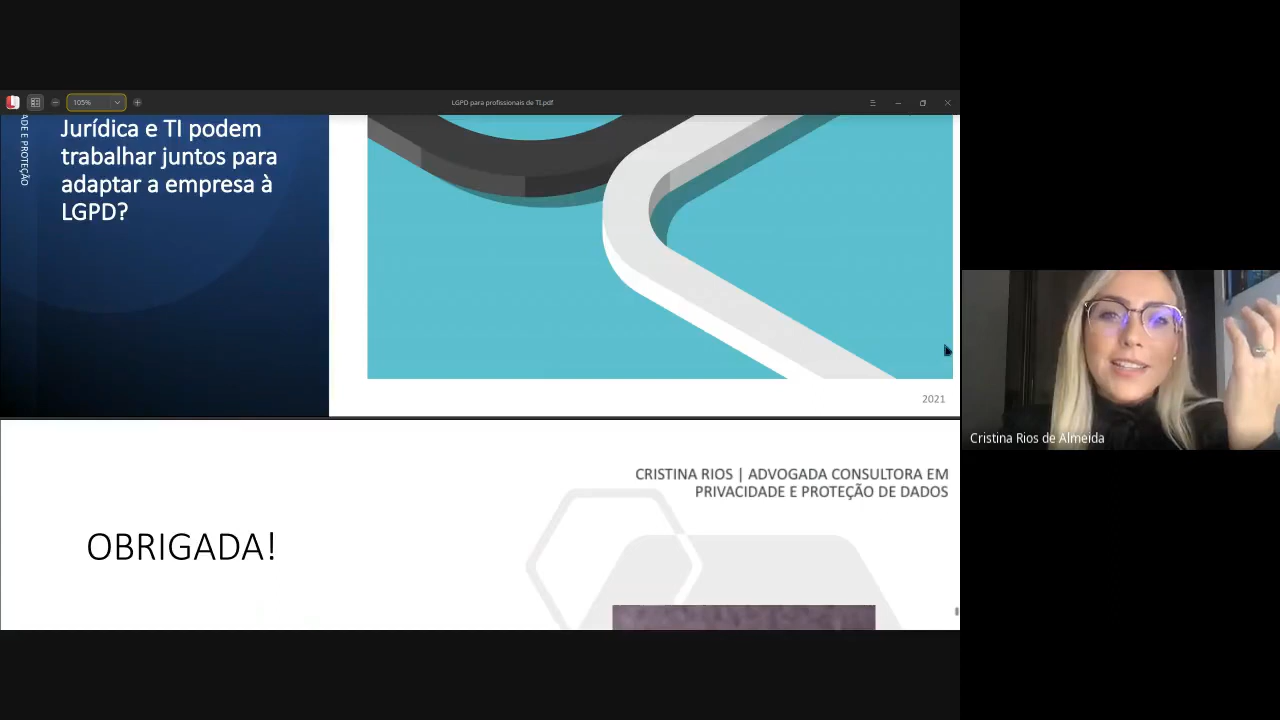 105%
LGPD para profissionais de TI.pdf
ADE E PROTEÇÃO
Jurídica e TI podem
trabalhar juntos para
adaptar a empresa à
LGPD?
2021
CRISTINA RIOS | ADVOGADA CONSULTORA EM
PRIVACIDADE E PROTEÇÃO DE DADOS
OBRIGADA!
Cristina Rios de Almeida